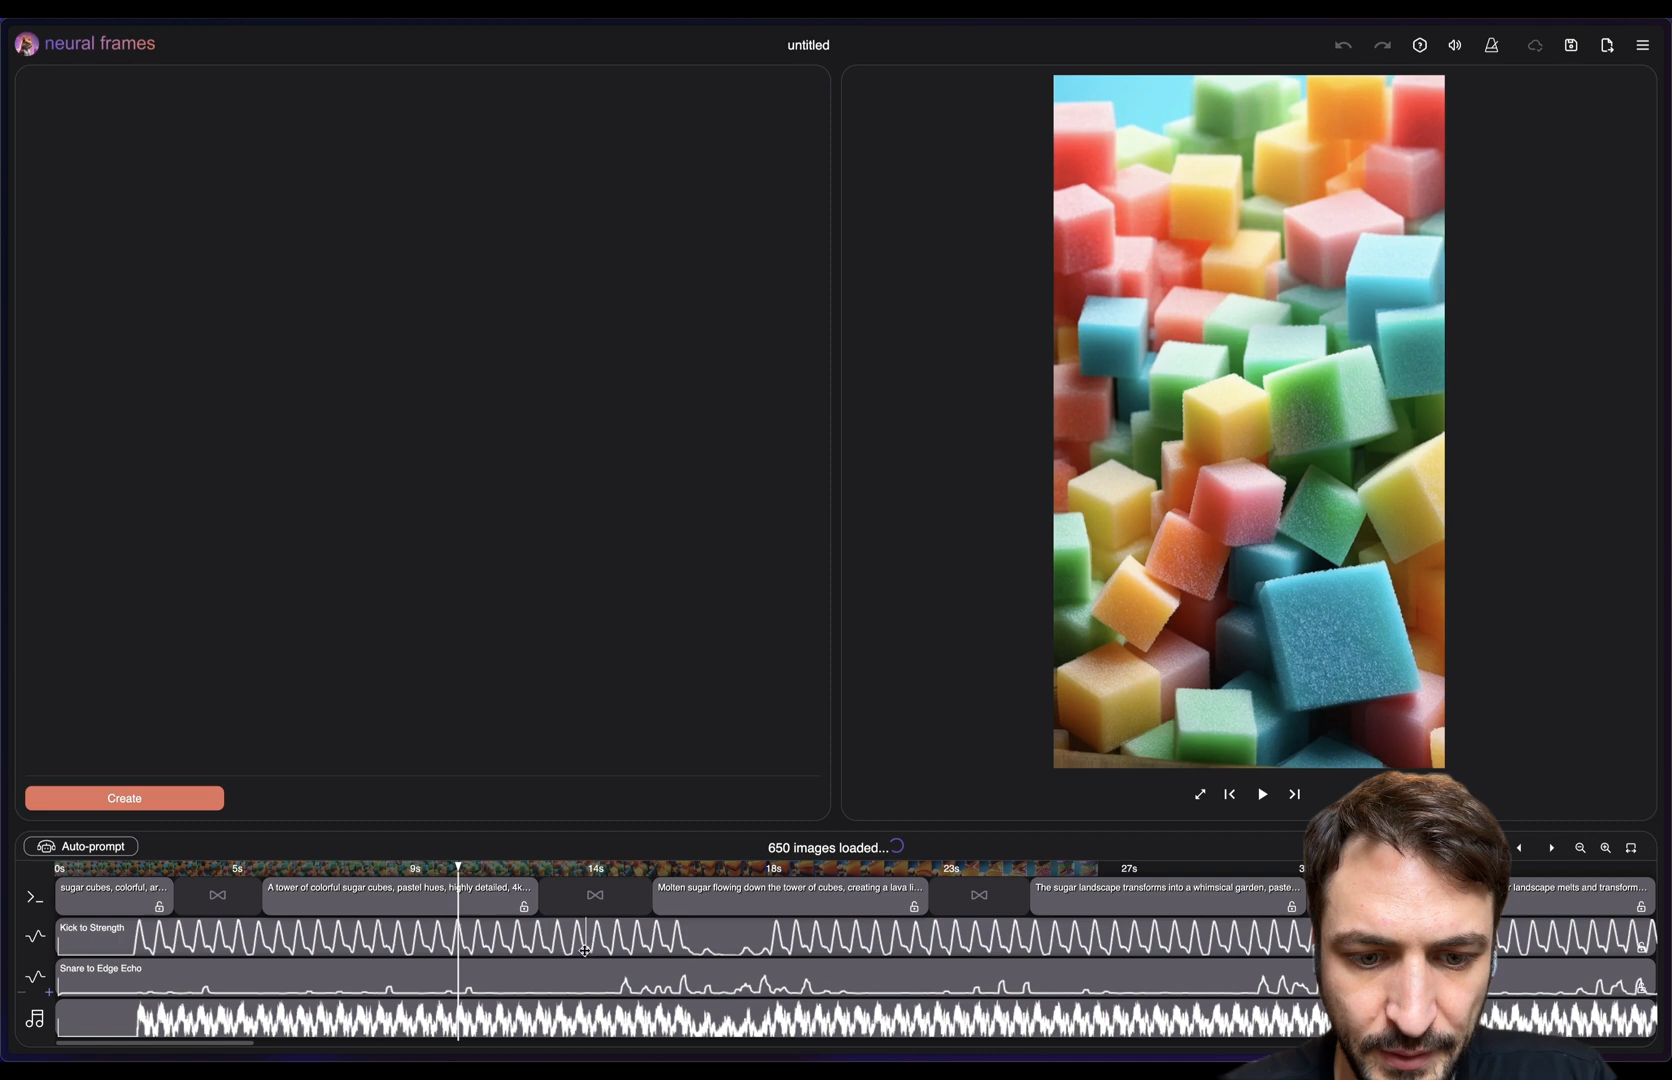 neural frames
untitled
Create
Auto-prompt
650 images loaded...
0s 5s 9s 14s 18s 23s 27s
sugar cubes, colorful, ar...
A tower of colorful sugar cubes, pastel hues, highly detailed, 4k...
Molten sugar flowing down the tower of cubes, creating a lava li...
The sugar landscape transforms into a whimsical garden, paste...
landscape melts and transform...
Kick to Strength
Snare to Edge Echo